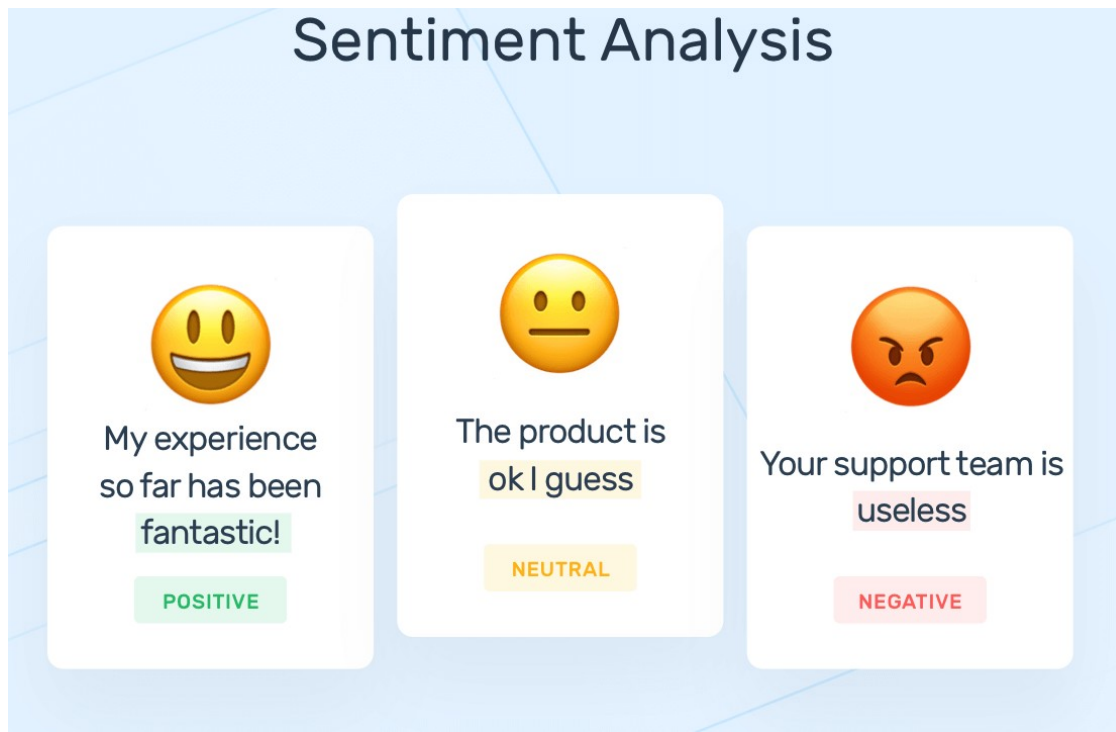 Sentiment Analysis
My experience
so far has been
fantastic!
POSITIVE
The product is
ok I guess
NEUTRAL
Your support team is
useless
NEGATIVE